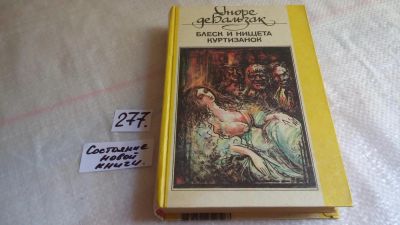 Оноре
де Бальзак
БЛЕСК И НИЩЕТА
КУРТИЗАНОК
277.
Состояние
новой
книги.